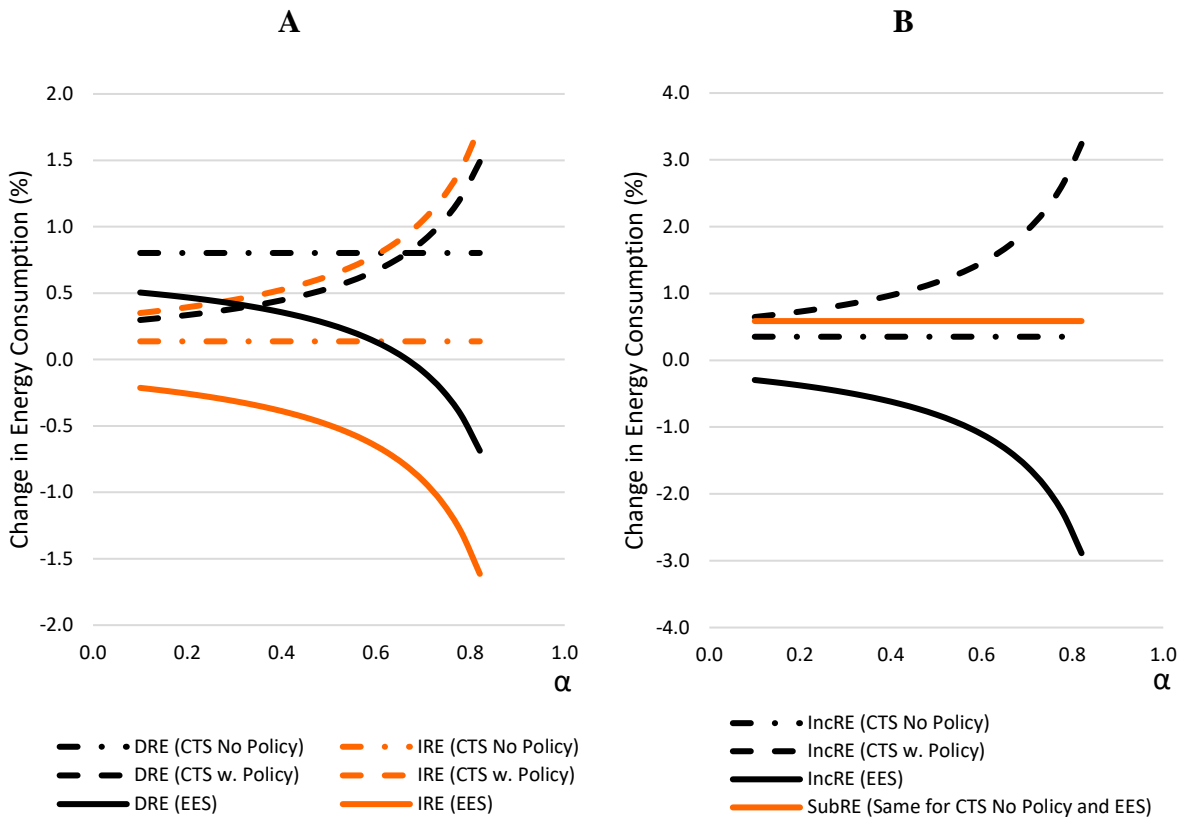 A
Change in Energy Consumption (%)
2.0
1.5
1.0
0.5
0.0
-0.5
-1.0
-1.5
-2.0
0.0 0.2 0.4 0.6 0.8 1.0
α
DRE (CTS No Policy) IRE (CTS No Policy)
DRE (CTS w. Policy) IRE (CTS w. Policy)
DRE (EES) IRE (EES)
B
Change in Energy Consumption (%)
4.0
3.0
2.0
1.0
0.0
-1.0
-2.0
-3.0
-4.0
0.0 0.2 0.4 0.6 0.8 1.0
α
IncRE (CTS No Policy)
IncRE (CTS w. Policy)
IncRE (EES)
SubRE (Same for CTS No Policy and EES)